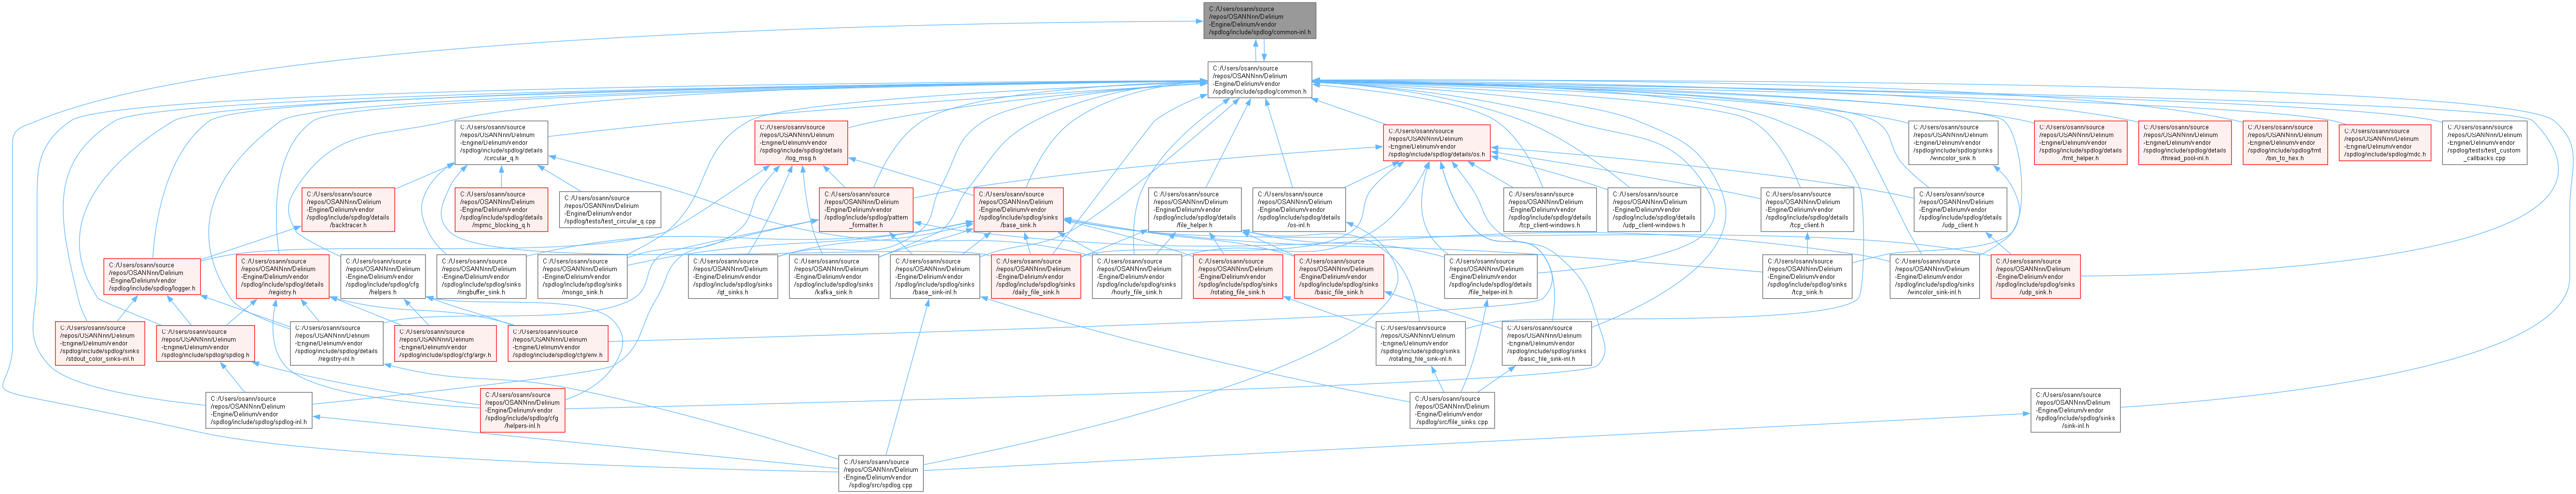 C:/Users/osann/source
/repos/OSANNnn/Delirium
-Engine/Delirium/vendor
/spdlog/include/spdlog/common-inl.h
C:/Users/osann/source
/repos/OSANNnn/Delirium
-Engine/Delirium/vendor
/spdlog/include/spdlog/common.h
C:/Users/osann/source
/repos/OSANNnn/Delirium
-Engine/Delirium/vendor
/spdlog/include/spdlog/details
/circular_q.h
C:/Users/osann/source
/repos/OSANNnn/Delirium
-Engine/Delirium/vendor
/spdlog/include/spdlog/details
/log_msg.h
C:/Users/osann/source
/repos/OSANNnn/Delirium
-Engine/Delirium/vendor
/spdlog/include/spdlog/details/os.h
C:/Users/osann/source
/repos/OSANNnn/Delirium
-Engine/Delirium/vendor
/spdlog/include/spdlog/sinks
/wincolor_sink.h
C:/Users/osann/source
/repos/OSANNnn/Delirium
-Engine/Delirium/vendor
/spdlog/include/spdlog/details
/fmt_helper.h
C:/Users/osann/source
/repos/OSANNnn/Delirium
-Engine/Delirium/vendor
/spdlog/include/spdlog/details
/thread_pool-inl.h
C:/Users/osann/source
/repos/OSANNnn/Delirium
-Engine/Delirium/vendor
/spdlog/include/spdlog/fmt
/bin_to_hex.h
C:/Users/osann/source
/repos/OSANNnn/Delirium
-Engine/Delirium/vendor
/spdlog/include/spdlog/mdc.h
C:/Users/osann/source
/repos/OSANNnn/Delirium
-Engine/Delirium/vendor
/spdlog/tests/test_custom
_callbacks.cpp
C:/Users/osann/source
/repos/OSANNnn/Delirium
-Engine/Delirium/vendor
/spdlog/include/spdlog/details
/backtracer.h
C:/Users/osann/source
/repos/OSANNnn/Delirium
-Engine/Delirium/vendor
/spdlog/include/spdlog/details
/mpmc_blocking_q.h
C:/Users/osann/source
/repos/OSANNnn/Delirium
-Engine/Delirium/vendor
/spdlog/tests/test_circular_q.cpp
C:/Users/osann/source
/repos/OSANNnn/Delirium
-Engine/Delirium/vendor
/spdlog/include/spdlog/pattern
_formatter.h
C:/Users/osann/source
/repos/OSANNnn/Delirium
-Engine/Delirium/vendor
/spdlog/include/spdlog/sinks
/base_sink.h
C:/Users/osann/source
/repos/OSANNnn/Delirium
-Engine/Delirium/vendor
/spdlog/include/spdlog/details
/file_helper.h
C:/Users/osann/source
/repos/OSANNnn/Delirium
-Engine/Delirium/vendor
/spdlog/include/spdlog/details
/os-inl.h
C:/Users/osann/source
/repos/OSANNnn/Delirium
-Engine/Delirium/vendor
/spdlog/include/spdlog/details
/tcp_client-windows.h
C:/Users/osann/source
/repos/OSANNnn/Delirium
-Engine/Delirium/vendor
/spdlog/include/spdlog/details
/udp_client-windows.h
C:/Users/osann/source
/repos/OSANNnn/Delirium
-Engine/Delirium/vendor
/spdlog/include/spdlog/details
/tcp_client.h
C:/Users/osann/source
/repos/OSANNnn/Delirium
-Engine/Delirium/vendor
/spdlog/include/spdlog/details
/udp_client.h
C:/Users/osann/source
/repos/OSANNnn/Delirium
-Engine/Delirium/vendor
/spdlog/include/spdlog/logger.h
C:/Users/osann/source
/repos/OSANNnn/Delirium
-Engine/Delirium/vendor
/spdlog/include/spdlog/details
/registry.h
C:/Users/osann/source
/repos/OSANNnn/Delirium
-Engine/Delirium/vendor
/spdlog/include/spdlog/cfg
/helpers.h
C:/Users/osann/source
/repos/OSANNnn/Delirium
-Engine/Delirium/vendor
/spdlog/include/spdlog/sinks
/ringbuffer_sink.h
C:/Users/osann/source
/repos/OSANNnn/Delirium
-Engine/Delirium/vendor
/spdlog/include/spdlog/sinks
/mongo_sink.h
C:/Users/osann/source
/repos/OSANNnn/Delirium
-Engine/Delirium/vendor
/spdlog/include/spdlog/sinks
/qt_sinks.h
C:/Users/osann/source
/repos/OSANNnn/Delirium
-Engine/Delirium/vendor
/spdlog/include/spdlog/sinks
/kafka_sink.h
C:/Users/osann/source
/repos/OSANNnn/Delirium
-Engine/Delirium/vendor
/spdlog/include/spdlog/sinks
/base_sink-inl.h
C:/Users/osann/source
/repos/OSANNnn/Delirium
-Engine/Delirium/vendor
/spdlog/include/spdlog/sinks
/daily_file_sink.h
C:/Users/osann/source
/repos/OSANNnn/Delirium
-Engine/Delirium/vendor
/spdlog/include/spdlog/sinks
/hourly_file_sink.h
C:/Users/osann/source
/repos/OSANNnn/Delirium
-Engine/Delirium/vendor
/spdlog/include/spdlog/sinks
/rotating_file_sink.h
C:/Users/osann/source
/repos/OSANNnn/Delirium
-Engine/Delirium/vendor
/spdlog/include/spdlog/sinks
/basic_file_sink.h
C:/Users/osann/source
/repos/OSANNnn/Delirium
-Engine/Delirium/vendor
/spdlog/include/spdlog/details
/file_helper-inl.h
C:/Users/osann/source
/repos/OSANNnn/Delirium
-Engine/Delirium/vendor
/spdlog/include/spdlog/sinks
/tcp_sink.h
C:/Users/osann/source
/repos/OSANNnn/Delirium
-Engine/Delirium/vendor
/spdlog/include/spdlog/sinks
/wincolor_sink-inl.h
C:/Users/osann/source
/repos/OSANNnn/Delirium
-Engine/Delirium/vendor
/spdlog/include/spdlog/sinks
/udp_sink.h
C:/Users/osann/source
/repos/OSANNnn/Delirium
-Engine/Delirium/vendor
/spdlog/include/spdlog/sinks
/stdout_color_sinks-inl.h
C:/Users/osann/source
/repos/OSANNnn/Delirium
-Engine/Delirium/vendor
/spdlog/include/spdlog/spdlog.h
C:/Users/osann/source
/repos/OSANNnn/Delirium
-Engine/Delirium/vendor
/spdlog/include/spdlog/details
/registry-inl.h
C:/Users/osann/source
/repos/OSANNnn/Delirium
-Engine/Delirium/vendor
/spdlog/include/spdlog/cfg/argv.h
C:/Users/osann/source
/repos/OSANNnn/Delirium
-Engine/Delirium/vendor
/spdlog/include/spdlog/cfg/env.h
C:/Users/osann/source
/repos/OSANNnn/Delirium
-Engine/Delirium/vendor
/spdlog/include/spdlog/sinks
/rotating_file_sink-inl.h
C:/Users/osann/source
/repos/OSANNnn/Delirium
-Engine/Delirium/vendor
/spdlog/include/spdlog/sinks
/basic_file_sink-inl.h
C:/Users/osann/source
/repos/OSANNnn/Delirium
-Engine/Delirium/vendor
/spdlog/include/spdlog/spdlog-inl.h
C:/Users/osann/source
/repos/OSANNnn/Delirium
-Engine/Delirium/vendor
/spdlog/include/spdlog/cfg
/helpers-inl.h
C:/Users/osann/source
/repos/OSANNnn/Delirium
-Engine/Delirium/vendor
/spdlog/src/file_sinks.cpp
C:/Users/osann/source
/repos/OSANNnn/Delirium
-Engine/Delirium/vendor
/spdlog/include/spdlog/sinks
/sink-inl.h
C:/Users/osann/source
/repos/OSANNnn/Delirium
-Engine/Delirium/vendor
/spdlog/src/spdlog.cpp